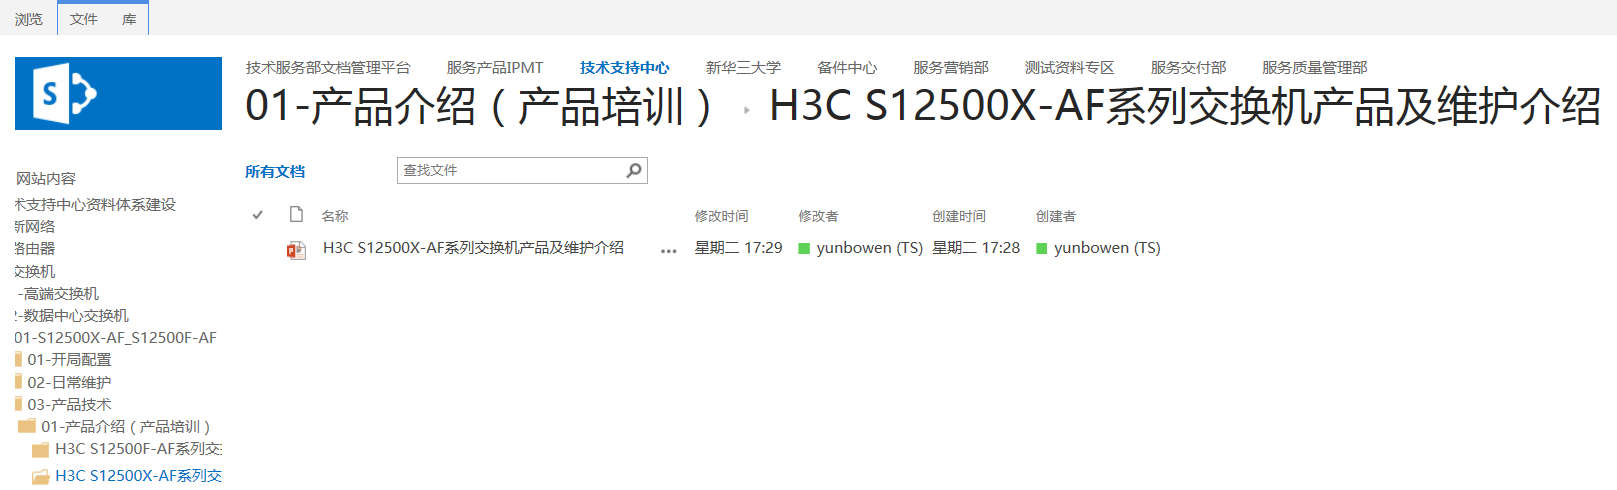 浏览 文件 库
技术服务部文档管理平台 服务产品IPMT 技术支持中心 新华三大学 备件中心 服务营销部 测试资料专区 服务交付部 服务质量管理部
01-产品介绍（产品培训） H3C S12500X-AF系列交换机产品及维护介绍
所有文档 查找文件
名称 修改时间 修改者 创建时间 创建者
H3C S12500X-AF系列交换机产品及维护介绍 ... 星期二 17:29 yunbowen (TS) 星期二 17:28 yunbowen (TS)
网站内容
术支持中心资料体系建设
新网络
路由器
交换机
-高端交换机
2-数据中心交换机
01-S12500X-AF_S12500F-AF
01-开局配置
02-日常维护
03-产品技术
01-产品介绍（产品培训）
H3C S12500F-AF系列交
H3C S12500X-AF系列交